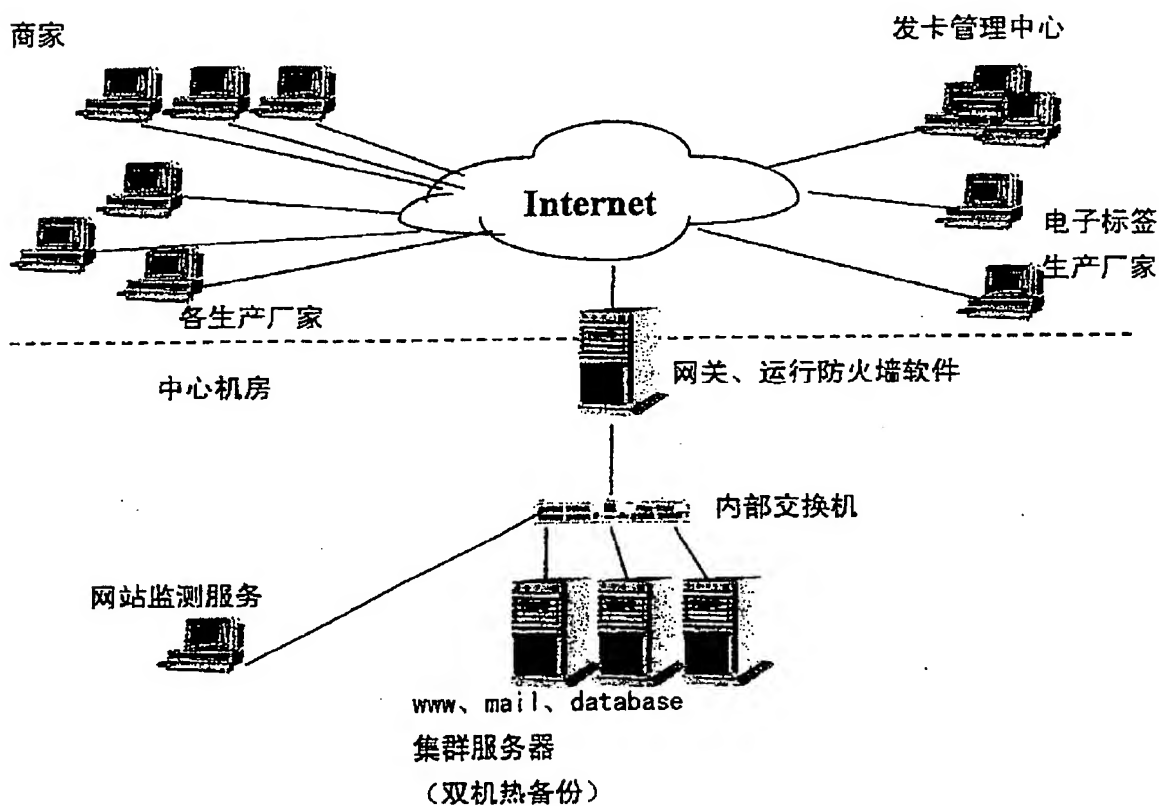 商家
发卡管理中心
Internet
电子标签
生产厂家
各生产厂家
中心机房
网关、运行防火墙软件
内部交换机
网站监测服务
www、mail、database
集群服务器
（双机热备份）